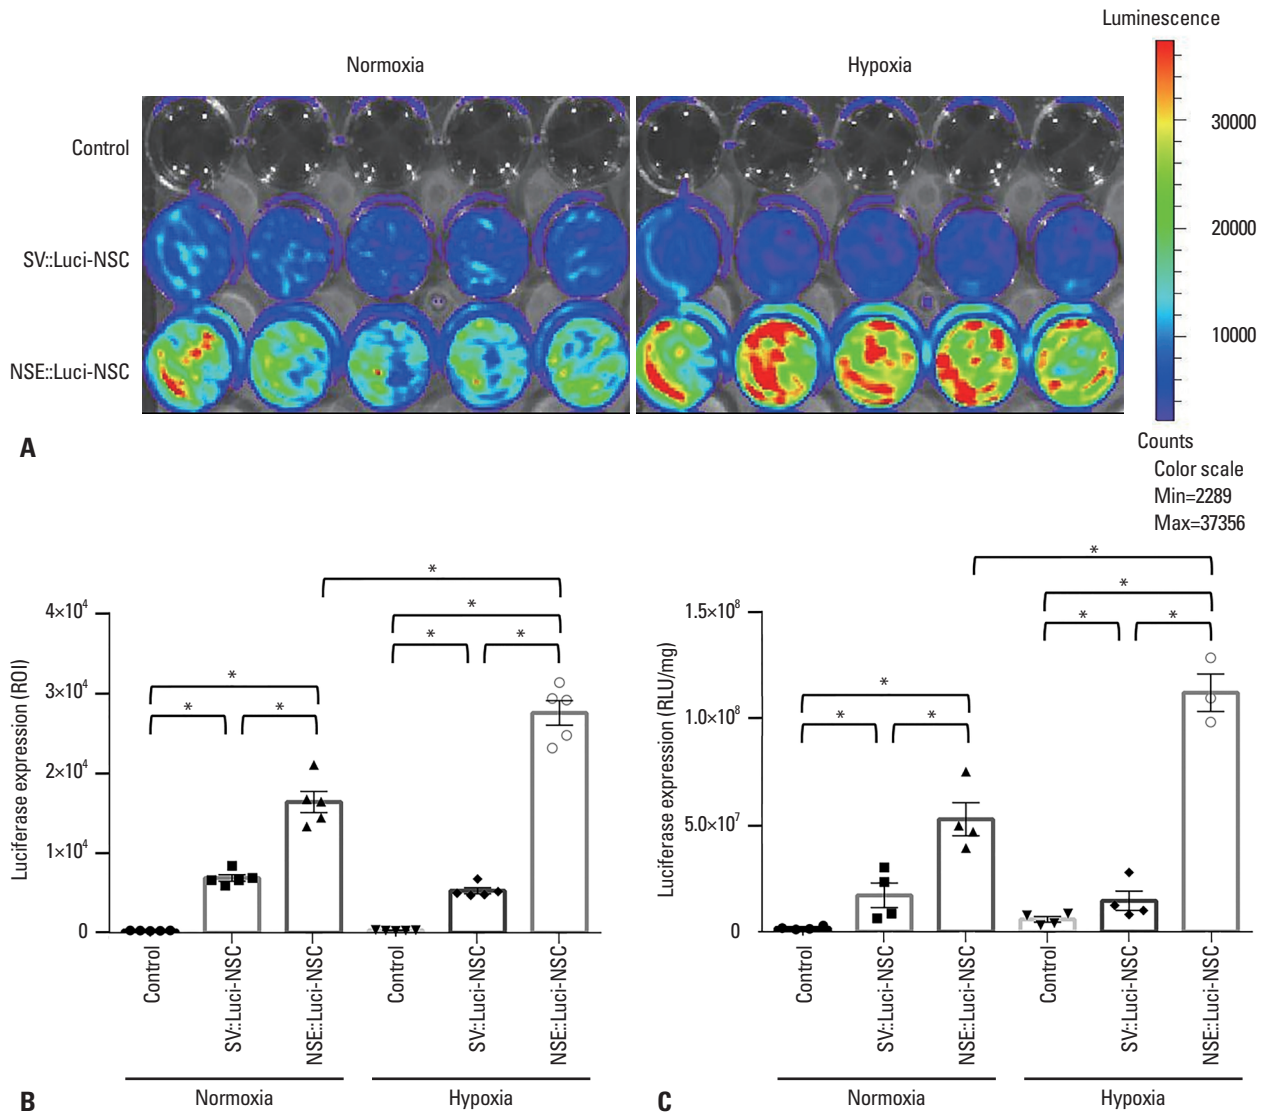 A
Luminescence
Normoxia
Hypoxia
Control
SV::Luci-NSC
NSE::Luci-NSC
30000
20000
10000
Counts
Color scale
Min=2289
Max=37356
B
Luciferase expression (ROI)
4×10⁴
3×10⁴
2×10⁴
1×10⁴
0
*
*
*
*
*
*
*
Control
SV::Luci-NSC
NSE::Luci-NSC
Control
SV::Luci-NSC
NSE::Luci-NSC
Normoxia
Hypoxia
C
Luciferase expression (RLU/mg)
1.5×10⁸
1.0×10⁸
5.0×10⁷
0
*
*
*
*
*
*
*
Control
SV::Luci-NSC
NSE::Luci-NSC
Control
SV::Luci-NSC
NSE::Luci-NSC
Normoxia
Hypoxia